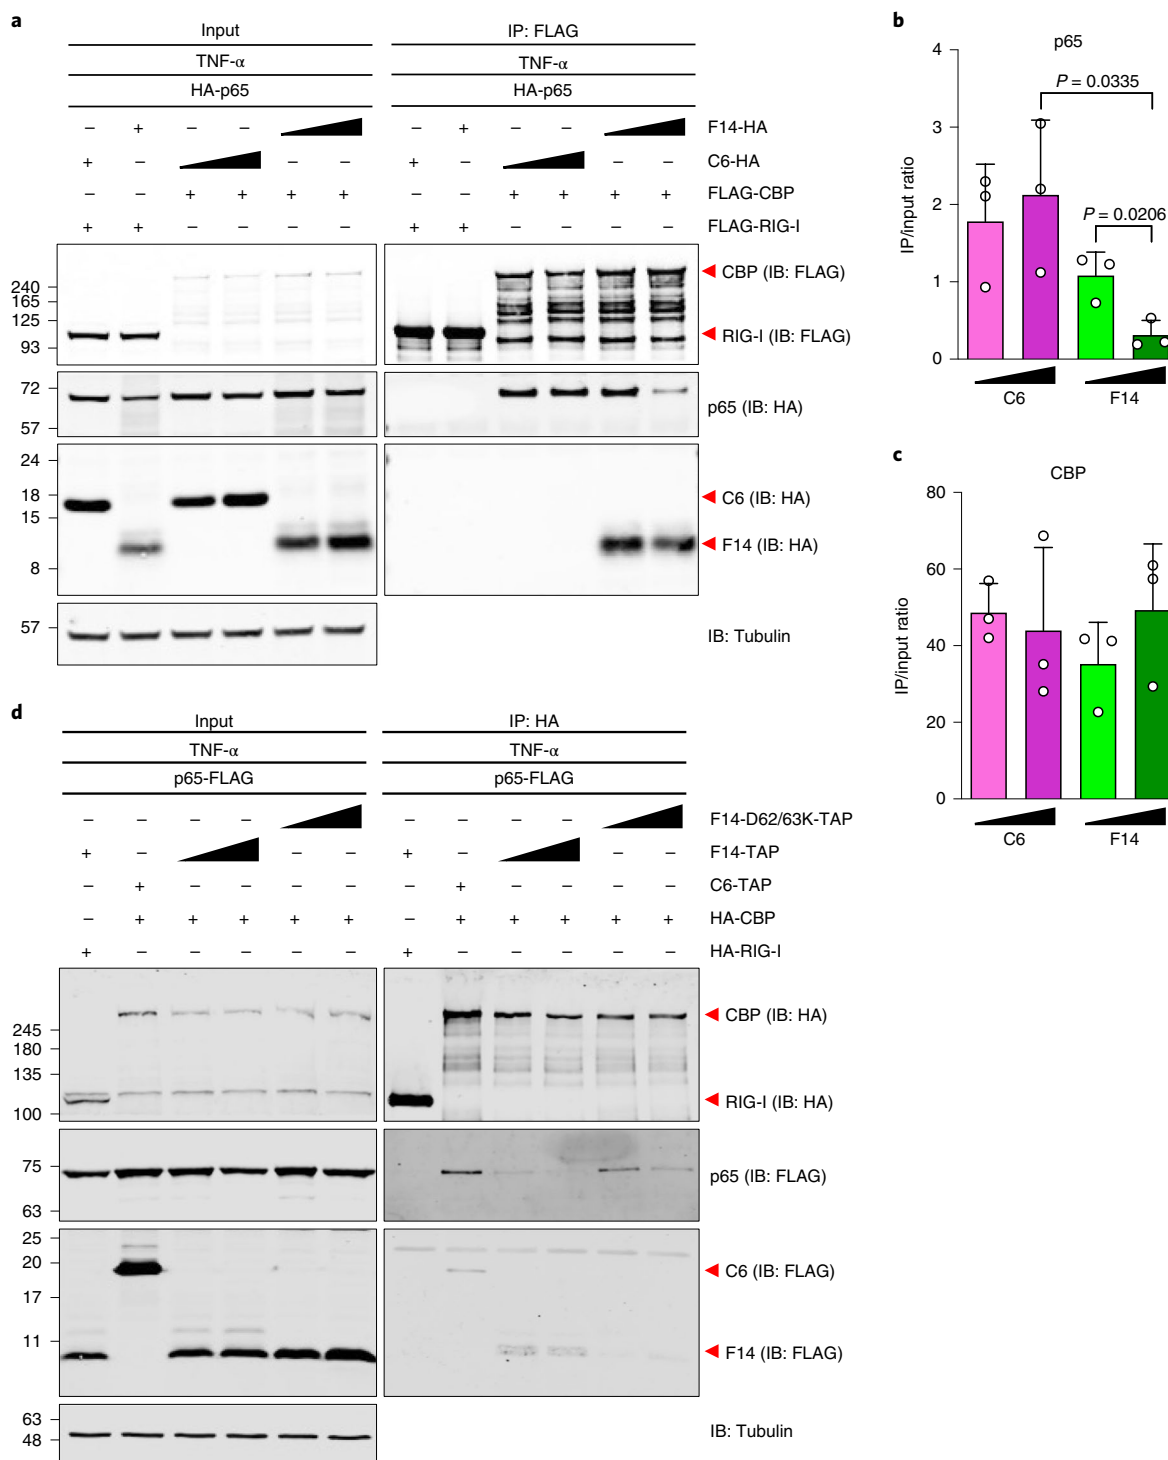 a
Input
IP: FLAG
TNF-α
TNF-α
HA-p65
HA-p65
– + – – – + – –
F14-HA
+ – – – + – – –
C6-HA
– – + + + + – – + + + +
FLAG-CBP
+ + – – – – + + – – – –
FLAG-RIG-I
240
165
125
93
CBP (IB: FLAG)
RIG-I (IB: FLAG)
72
57
p65 (IB: HA)
24
18
15
8
C6 (IB: HA)
F14 (IB: HA)
57
IB: Tubulin
b
p65
P = 0.0335
P = 0.0206
IP/input ratio
4
3
2
1
0
C6
F14
c
CBP
IP/input ratio
80
60
40
20
0
C6
F14
d
Input
IP: HA
TNF-α
TNF-α
p65-FLAG
p65-FLAG
– – – – – – – –
F14-D62/63K-TAP
+ – – – + – – –
F14-TAP
– + – – – – – + – – – –
C6-TAP
– + + + + + – + + + + +
HA-CBP
+ – – – – – + – – – – –
HA-RIG-I
245
180
135
100
CBP (IB: HA)
RIG-I (IB: HA)
75
63
p65 (IB: FLAG)
25
20
17
11
C6 (IB: FLAG)
F14 (IB: FLAG)
63
48
IB: Tubulin